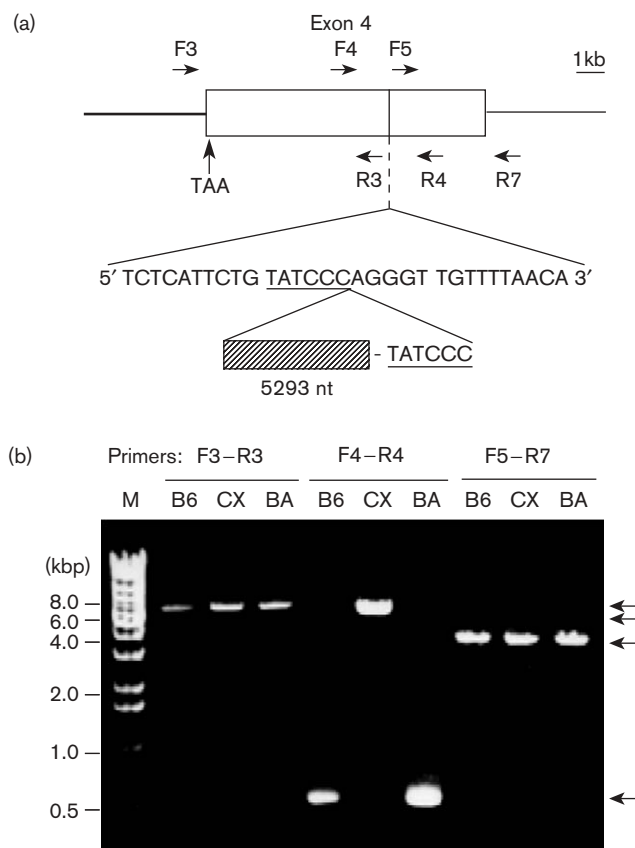 (a)
Exon 4
F3 F4 F5
1kb
TAA R3 R4 R7
5′ TCTCATTCTG TATCCCAGGGT TGTTTTAACA 3′
- TATCCC
5293 nt
(b) Primers: F3–R3 F4–R4 F5–R7
M B6 CX BA B6 CX BA B6 CX BA
(kbp)
8.0
6.0
4.0
2.0
1.0
0.5